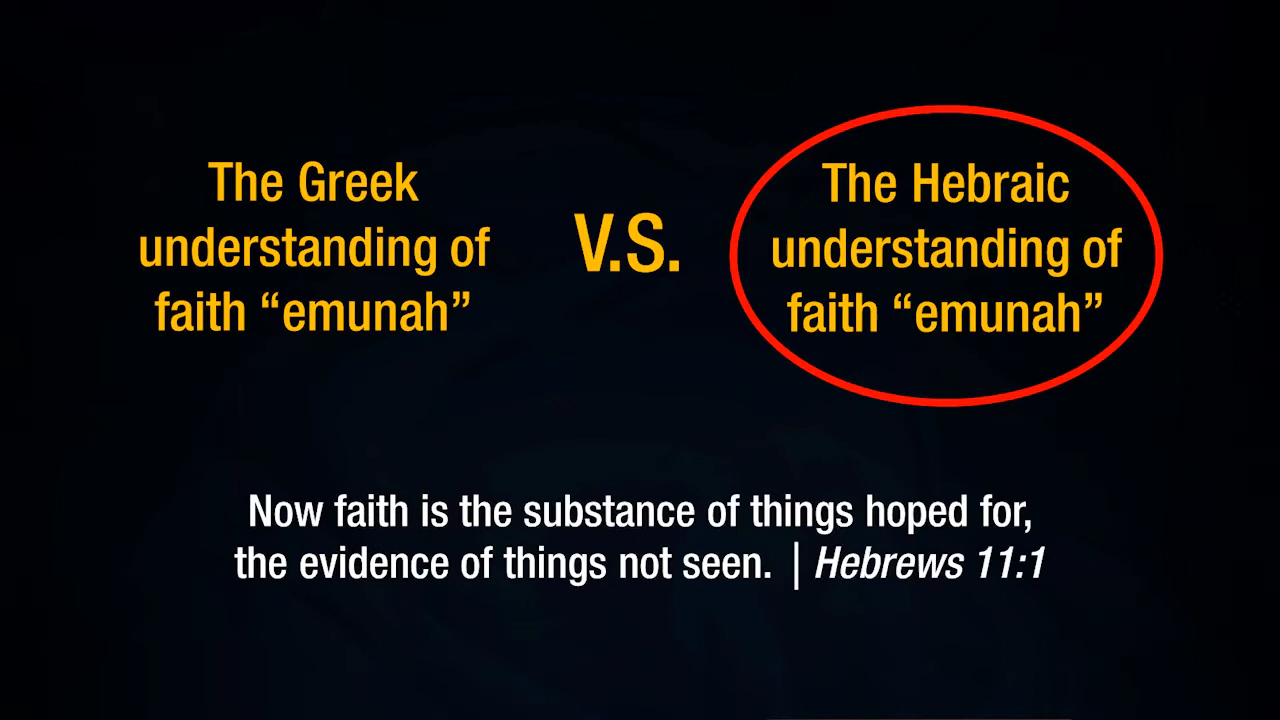 The Greek
understanding of
faith “emunah”
V.S.
The Hebraic
understanding of
faith “emunah”
Now faith is the substance of things hoped for,
the evidence of things not seen. | Hebrews 11:1